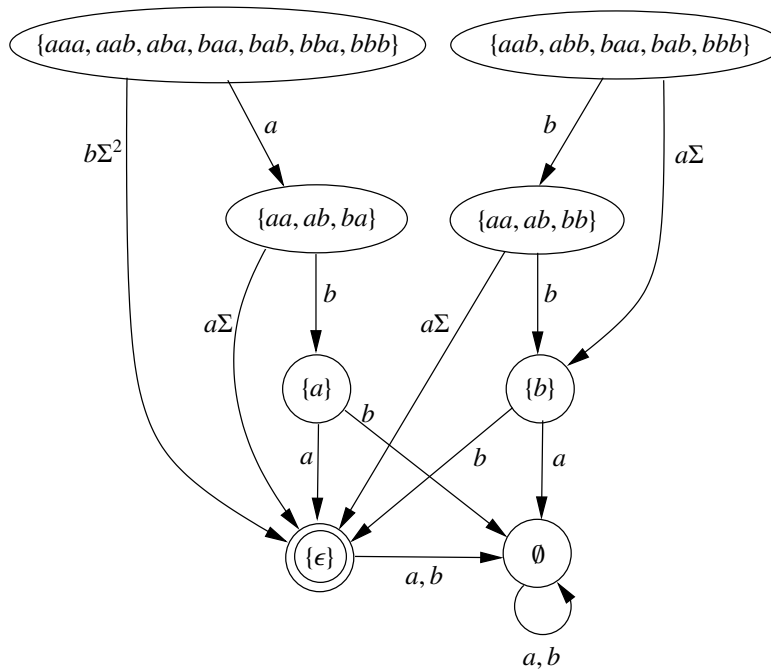 {aaa, aab, aba, baa, bab, bba, bbb} {aab, abb, baa, bab, bbb}
a b
bΣ² aΣ
{aa, ab, ba} {aa, ab, bb}
b b
aΣ aΣ
{a} {b}
b
a b a
{ϵ} ∅
a, b
a, b